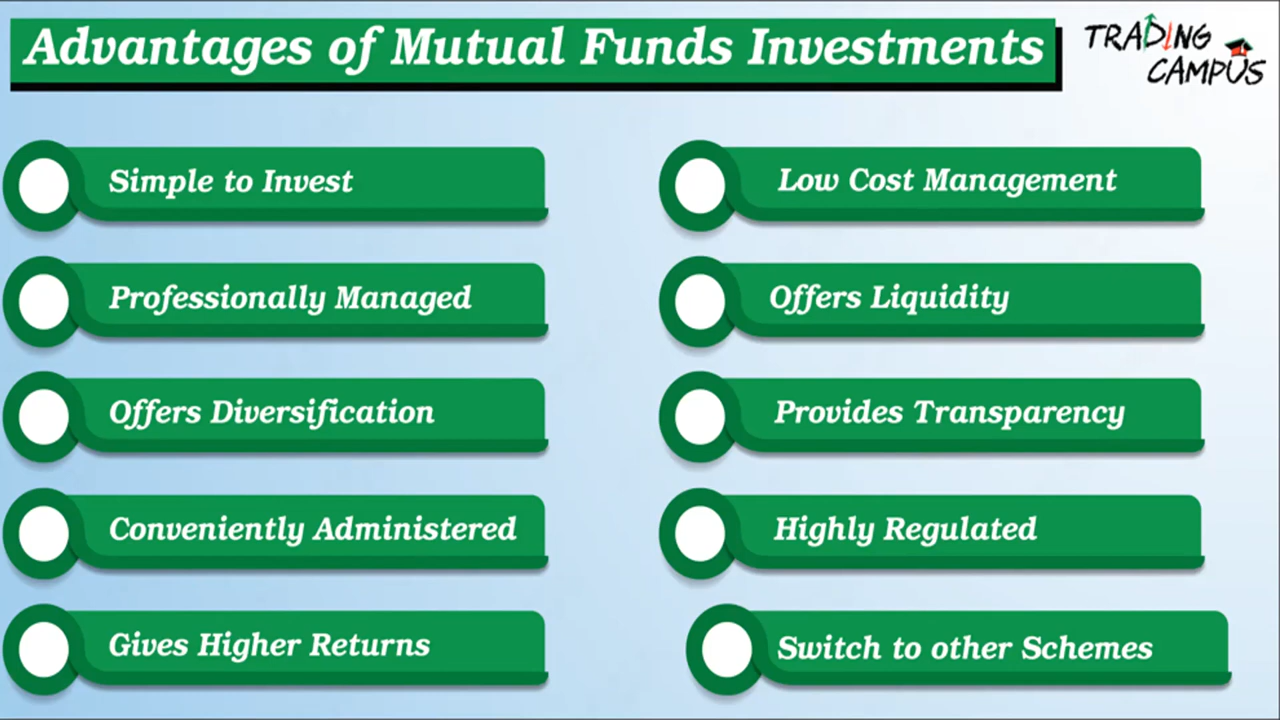 Advantages of Mutual Funds Investments
TRADING
CAMPUS
Simple to Invest
Professionally Managed
Offers Diversification
Conveniently Administered
Gives Higher Returns
Low Cost Management
Offers Liquidity
Provides Transparency
Highly Regulated
Switch to other Schemes